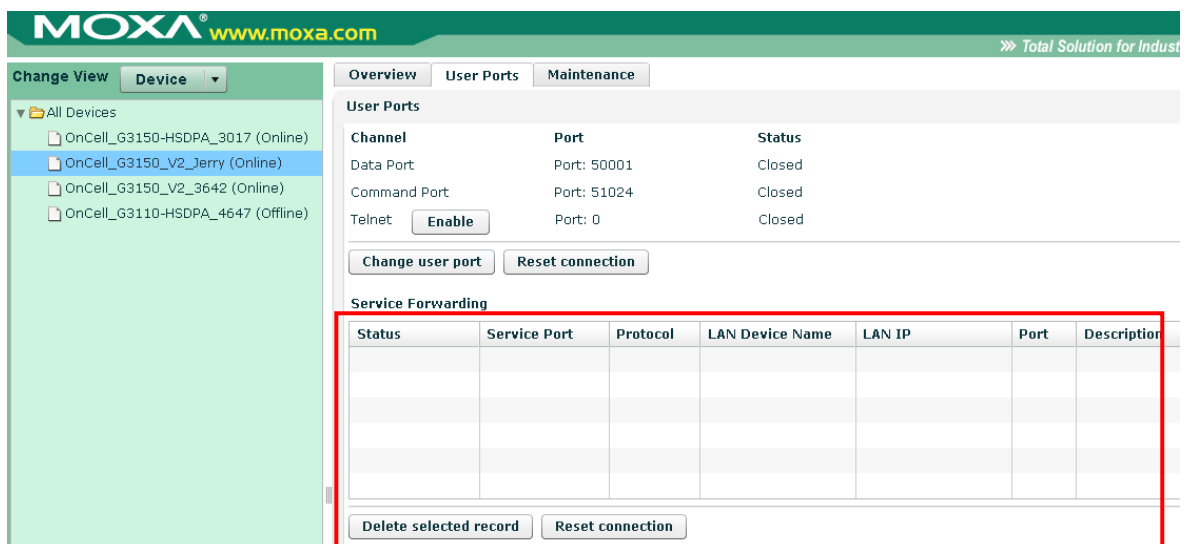 MOXA® www.moxa.com
Total Solution for Indust
Change View Device
All Devices
OnCell_G3150-HSDPA_3017 (Online)
OnCell_G3150_V2_Jerry (Online)
OnCell_G3150_V2_3642 (Online)
OnCell_G3110-HSDPA_4647 (Offline)
Overview User Ports Maintenance
User Ports
Channel Port Status
Data Port Port: 50001 Closed
Command Port Port: 51024 Closed
Telnet Enable Port: 0 Closed
Change user port Reset connection
Service Forwarding
Status Service Port Protocol LAN Device Name LAN IP Port Description
Delete selected record Reset connection